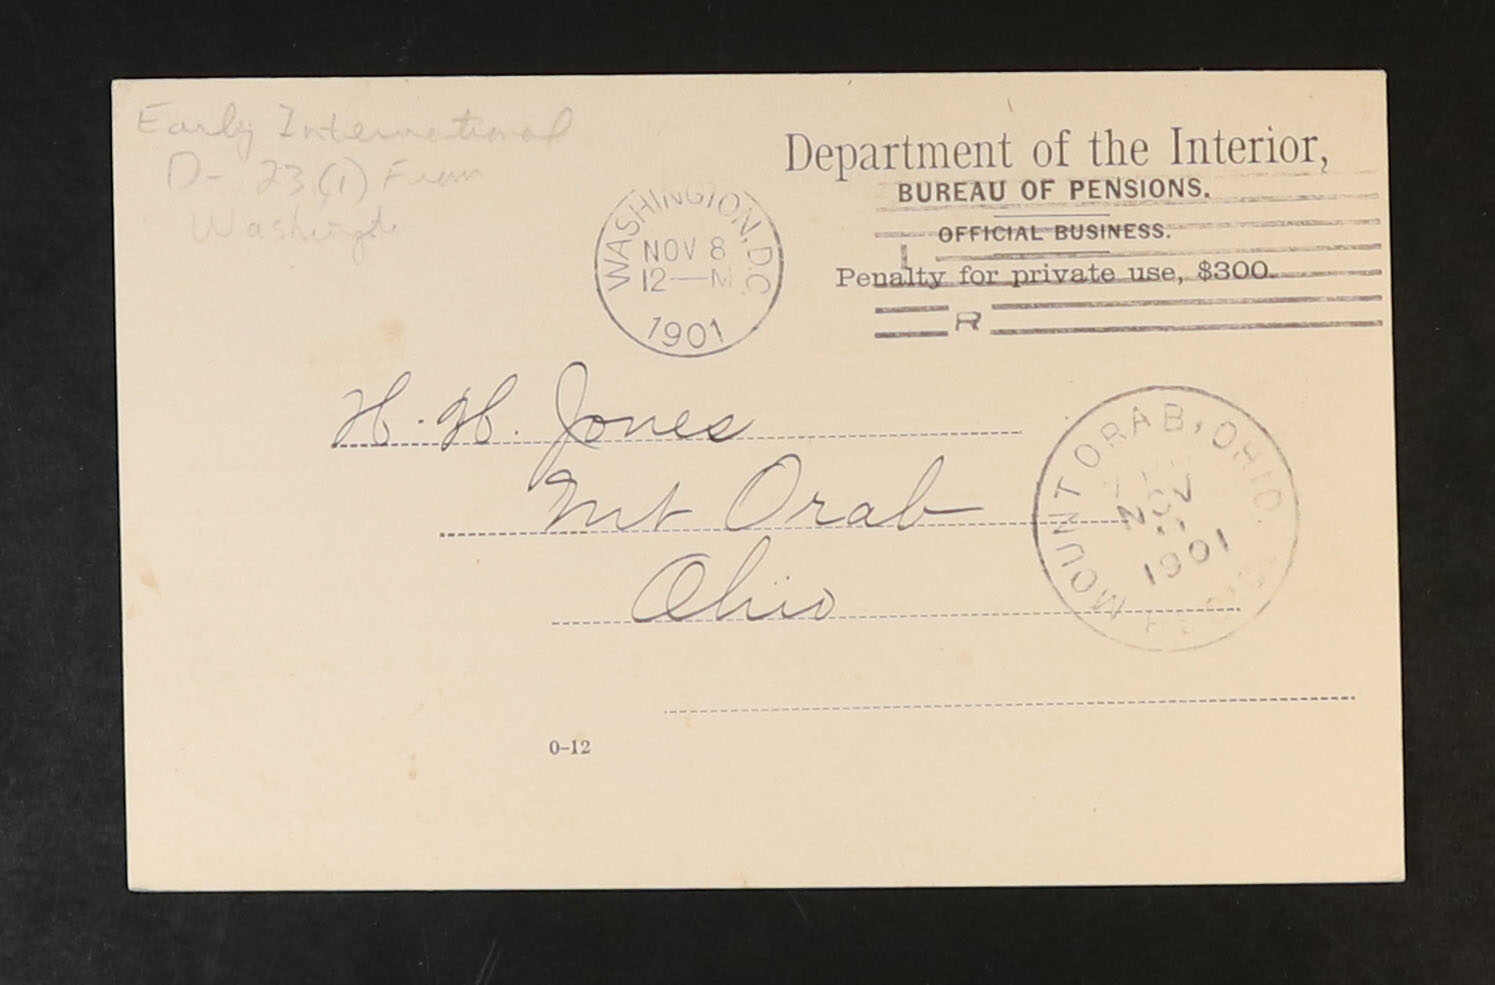 Early International
D- 23 (1) From
Washington
Department of the Interior,
BUREAU OF PENSIONS.
OFFICIAL BUSINESS.
Penalty for private use, $300.
WASHINGTON, D.C.
NOV 8
12—M
1901
R
H. H. Jones
Mt Orab
Ohio
MOUNT ORAB, OHIO
NOV
1901
0-12